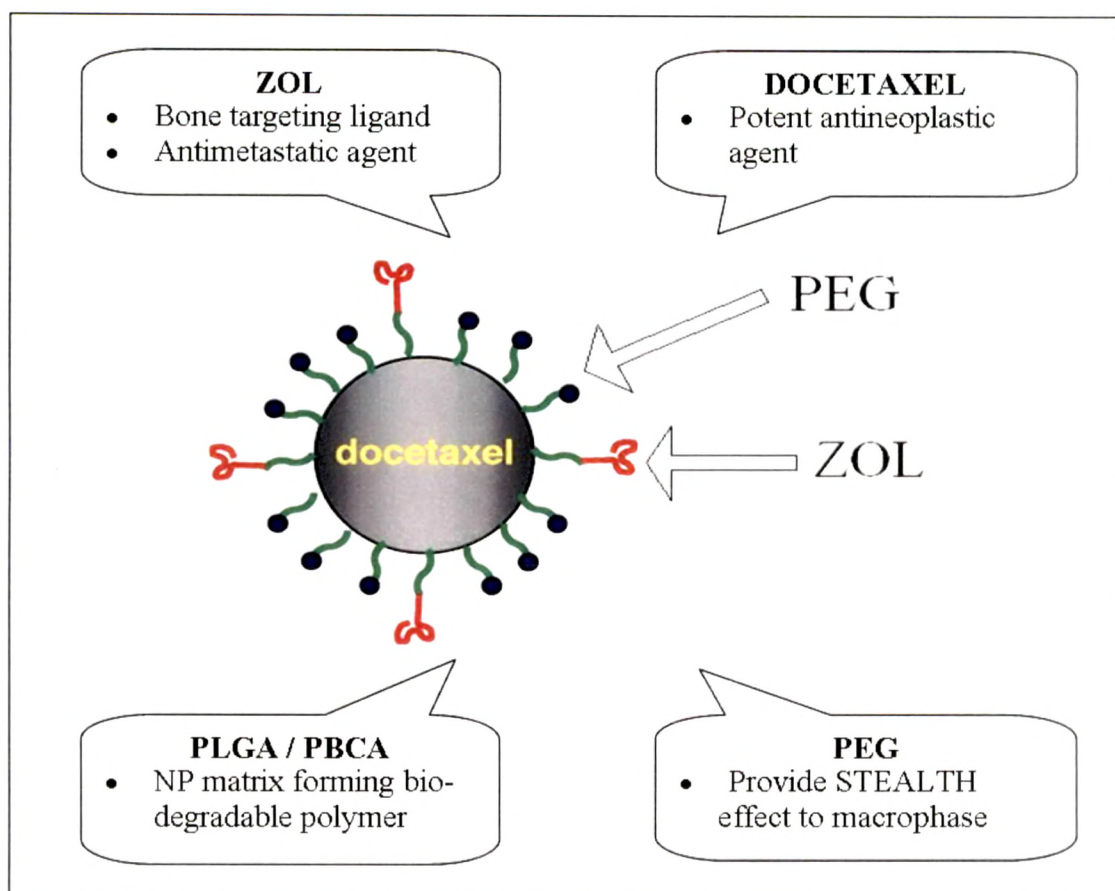 ZOL
• Bone targeting ligand
• Antimetastatic agent
DOCETAXEL
• Potent antineoplastic
agent
PEG
docetaxel
ZOL
PLGA / PBCA
• NP matrix forming bio-
degradable polymer
PEG
• Provide STEALTH
effect to macrophase